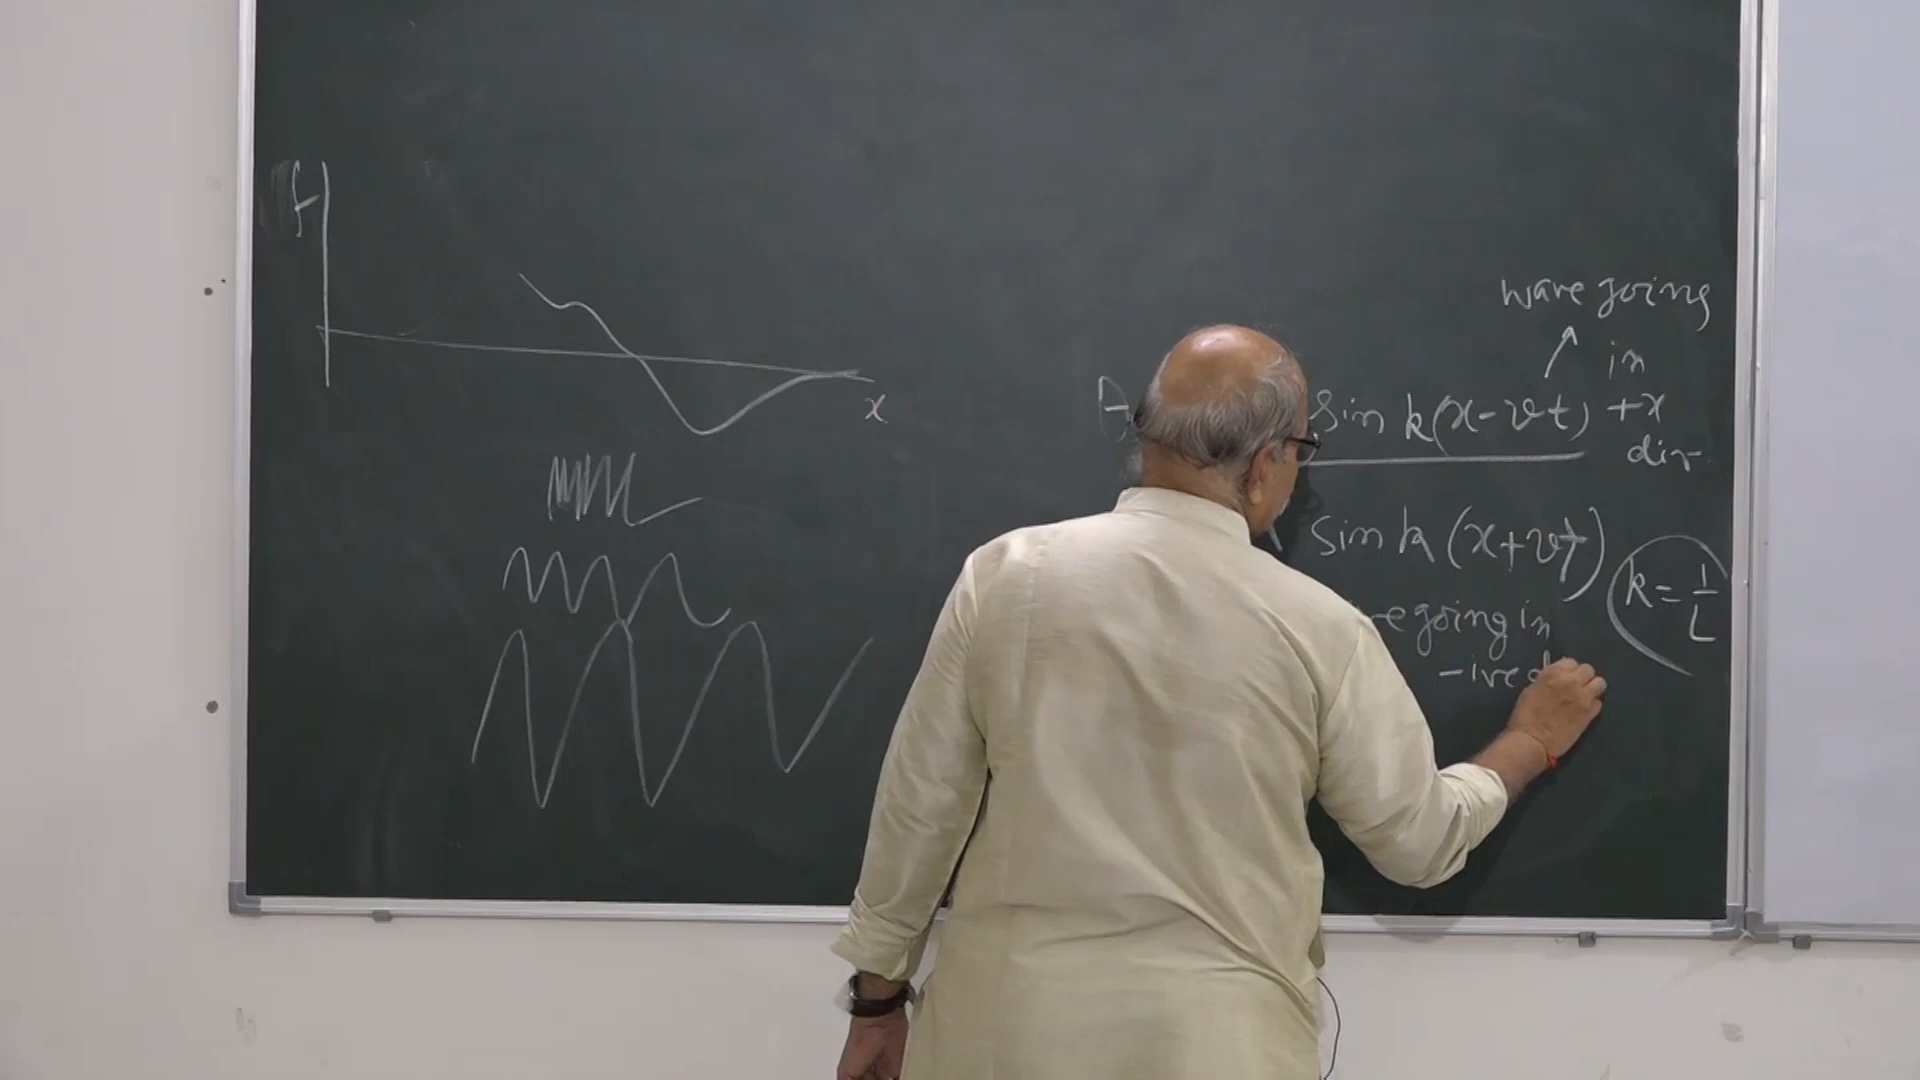 f
x
wave going
in
A sin k(x-vt) +x
dir
sin k(x+vt)
k = 1/L
going in
-ive